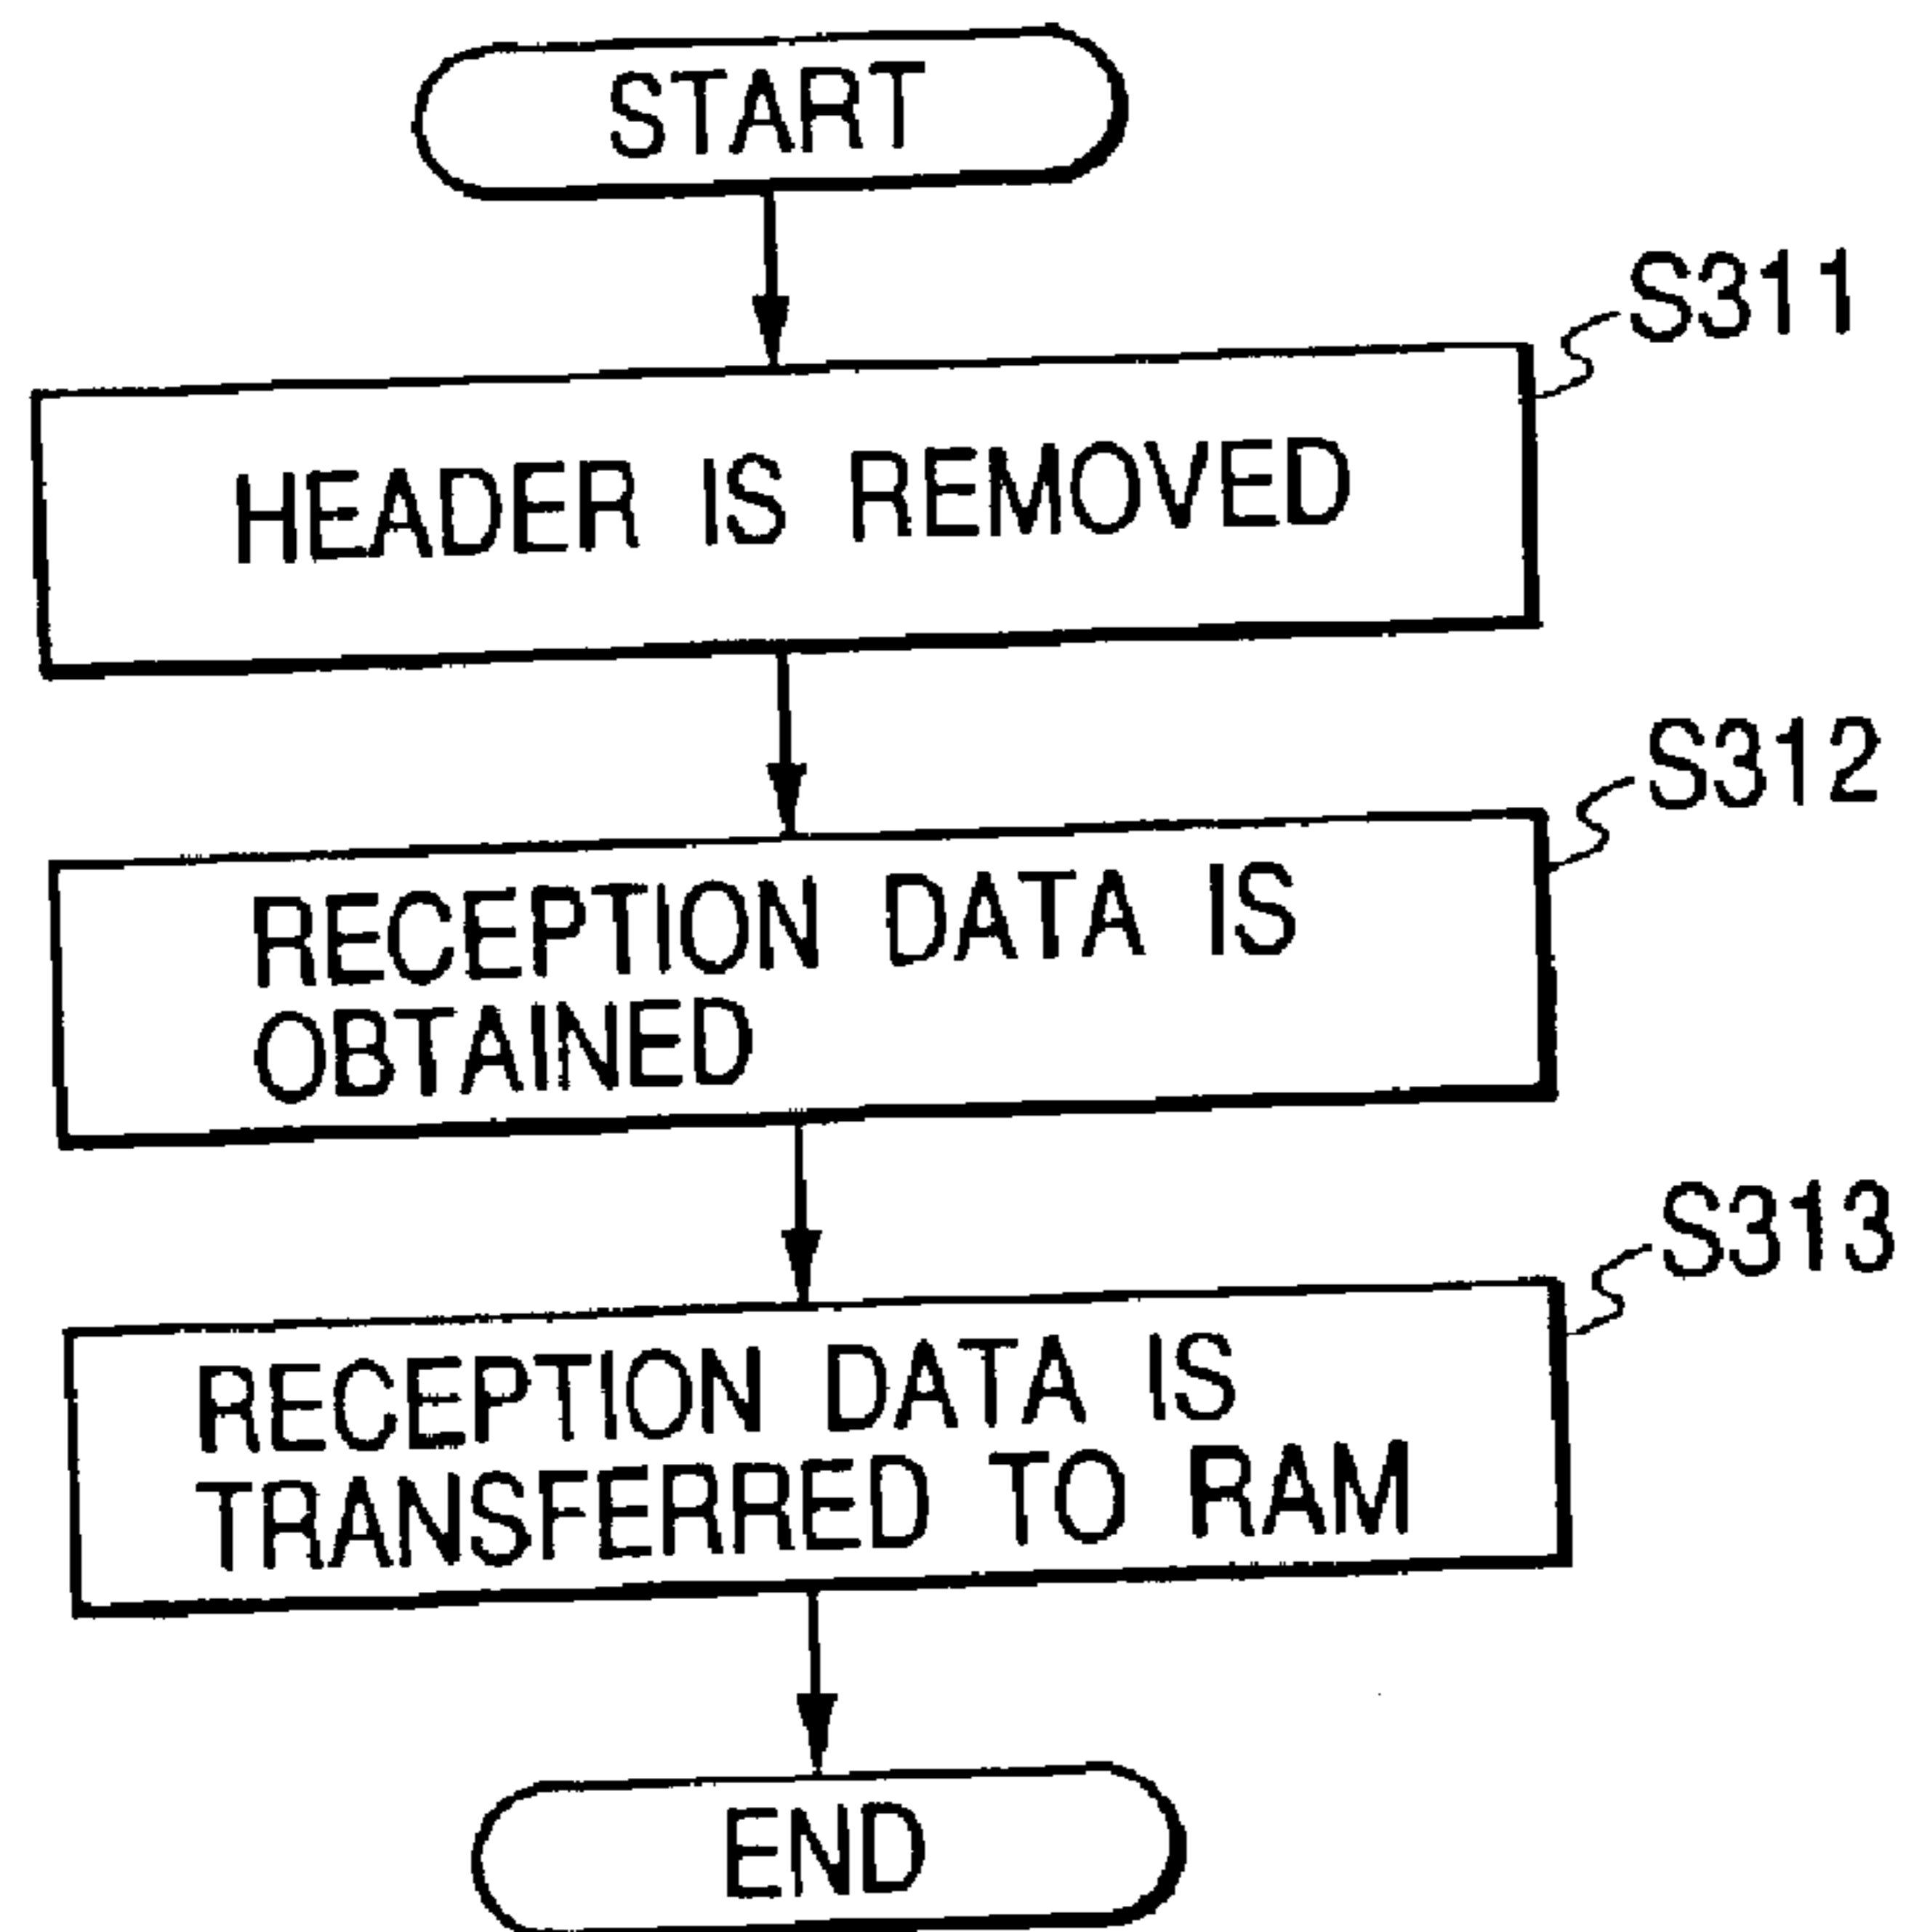 START
S311
HEADER IS REMOVED
S312
RECEPTION DATA IS
OBTAINED
S313
RECEPTION DATA IS
TRANSFERRED TO RAM
END